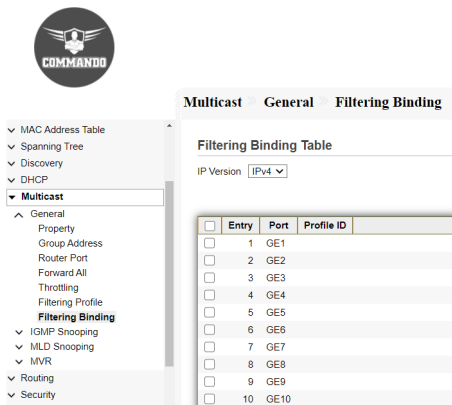 COMMANDO
Multicast » General » Filtering Binding
MAC Address Table
Spanning Tree
Discovery
DHCP
Multicast
General
Property
Group Address
Router Port
Forward All
Throttling
Filtering Profile
Filtering Binding
IGMP Snooping
MLD Snooping
MVR
Routing
Security
Filtering Binding Table
IP Version IPv4
Entry Port Profile ID
1 GE1
2 GE2
3 GE3
4 GE4
5 GE5
6 GE6
7 GE7
8 GE8
9 GE9
10 GE10